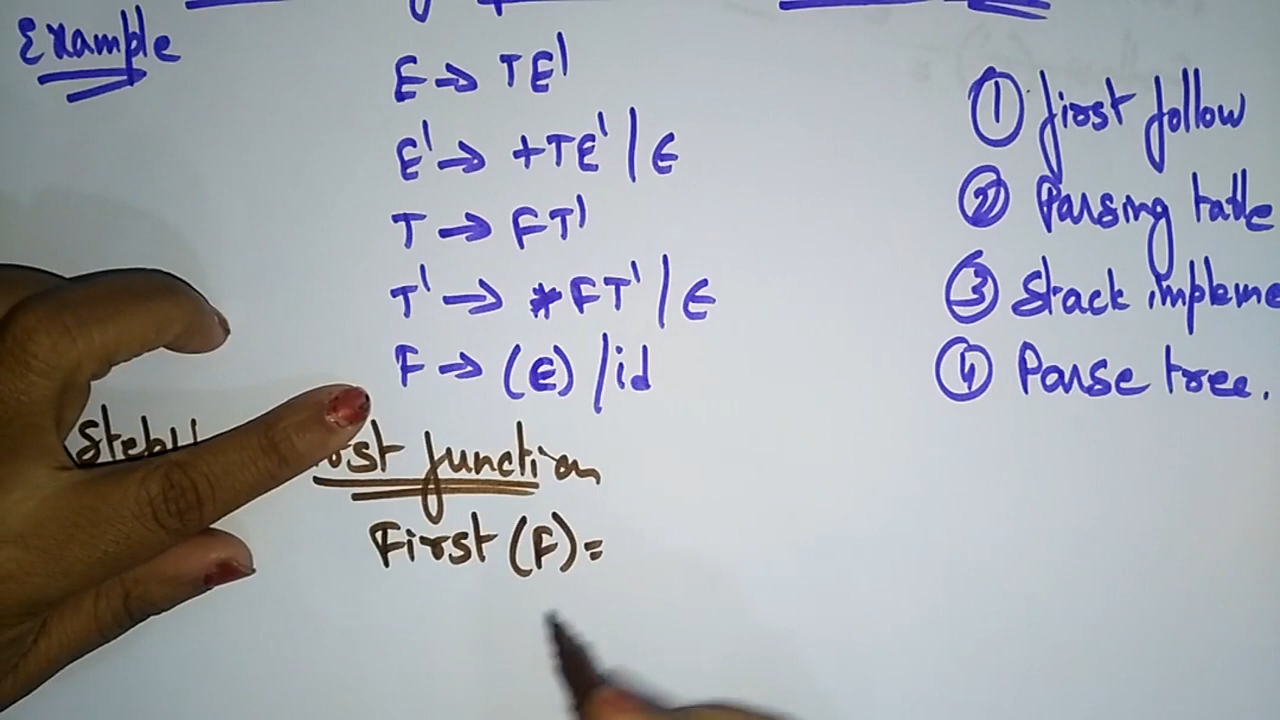 Example
E → TE'
E' → +TE' | ε
T → FT'
T' → *FT' | ε
F → (E) / id
① first follow
② Parsing table
③ Stack impleme
④ Parse tree.
function
First (F) =